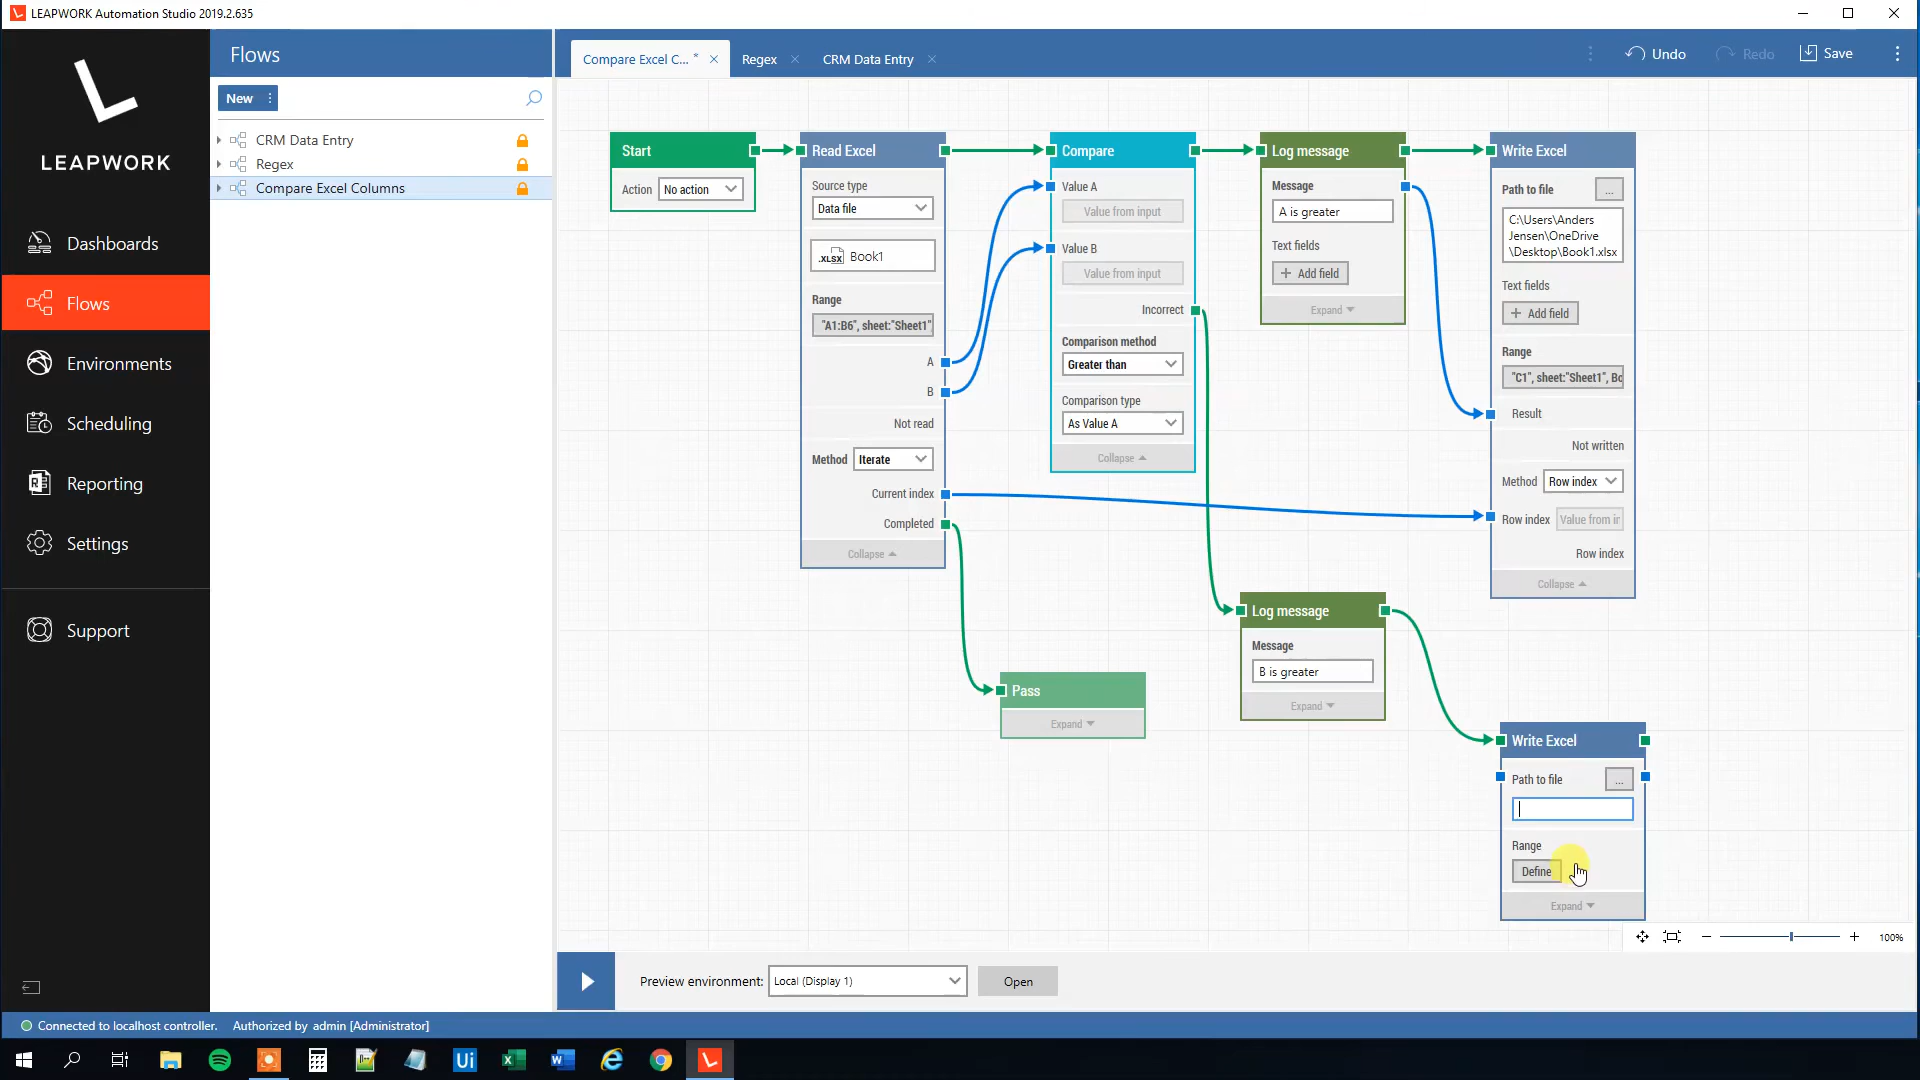 LEAPWORK Automation Studio 2019.2.635
LEAPWORK
Dashboards
Flows
Environments
Scheduling
Reporting
Settings
Support
Flows
New
CRM Data Entry
Regex
Compare Excel Columns
Compare Excel C... *
Regex
CRM Data Entry
Undo
Redo
Save
Start
Action No action
Read Excel
Source type
Data file
.XLSX Book1
Range
"A1:B6", sheet:"Sheet1",
A
B
Not read
Method Iterate
Current index
Completed
Collapse
Compare
Value A
Value from input
Value B
Value from input
Incorrect
Comparison method
Greater than
Comparison type
As Value A
Collapse
Log message
Message
A is greater
Text fields
+ Add field
Expand
Write Excel
Path to file ...
C:\Users\Anders
Jensen\OneDrive
\Desktop\Book1.xlsx
Text fields
+ Add field
Range
"C1", sheet:"Sheet1", Bo
Result
Not written
Method Row index
Row index Value from in
Row index
Collapse
Pass
Expand
Log message
Message
B is greater
Expand
Write Excel
Path to file ...
Range
Define
Expand
100%
Preview environment: Local (Display 1) Open
Connected to localhost controller. Authorized by admin [Administrator]
Ui